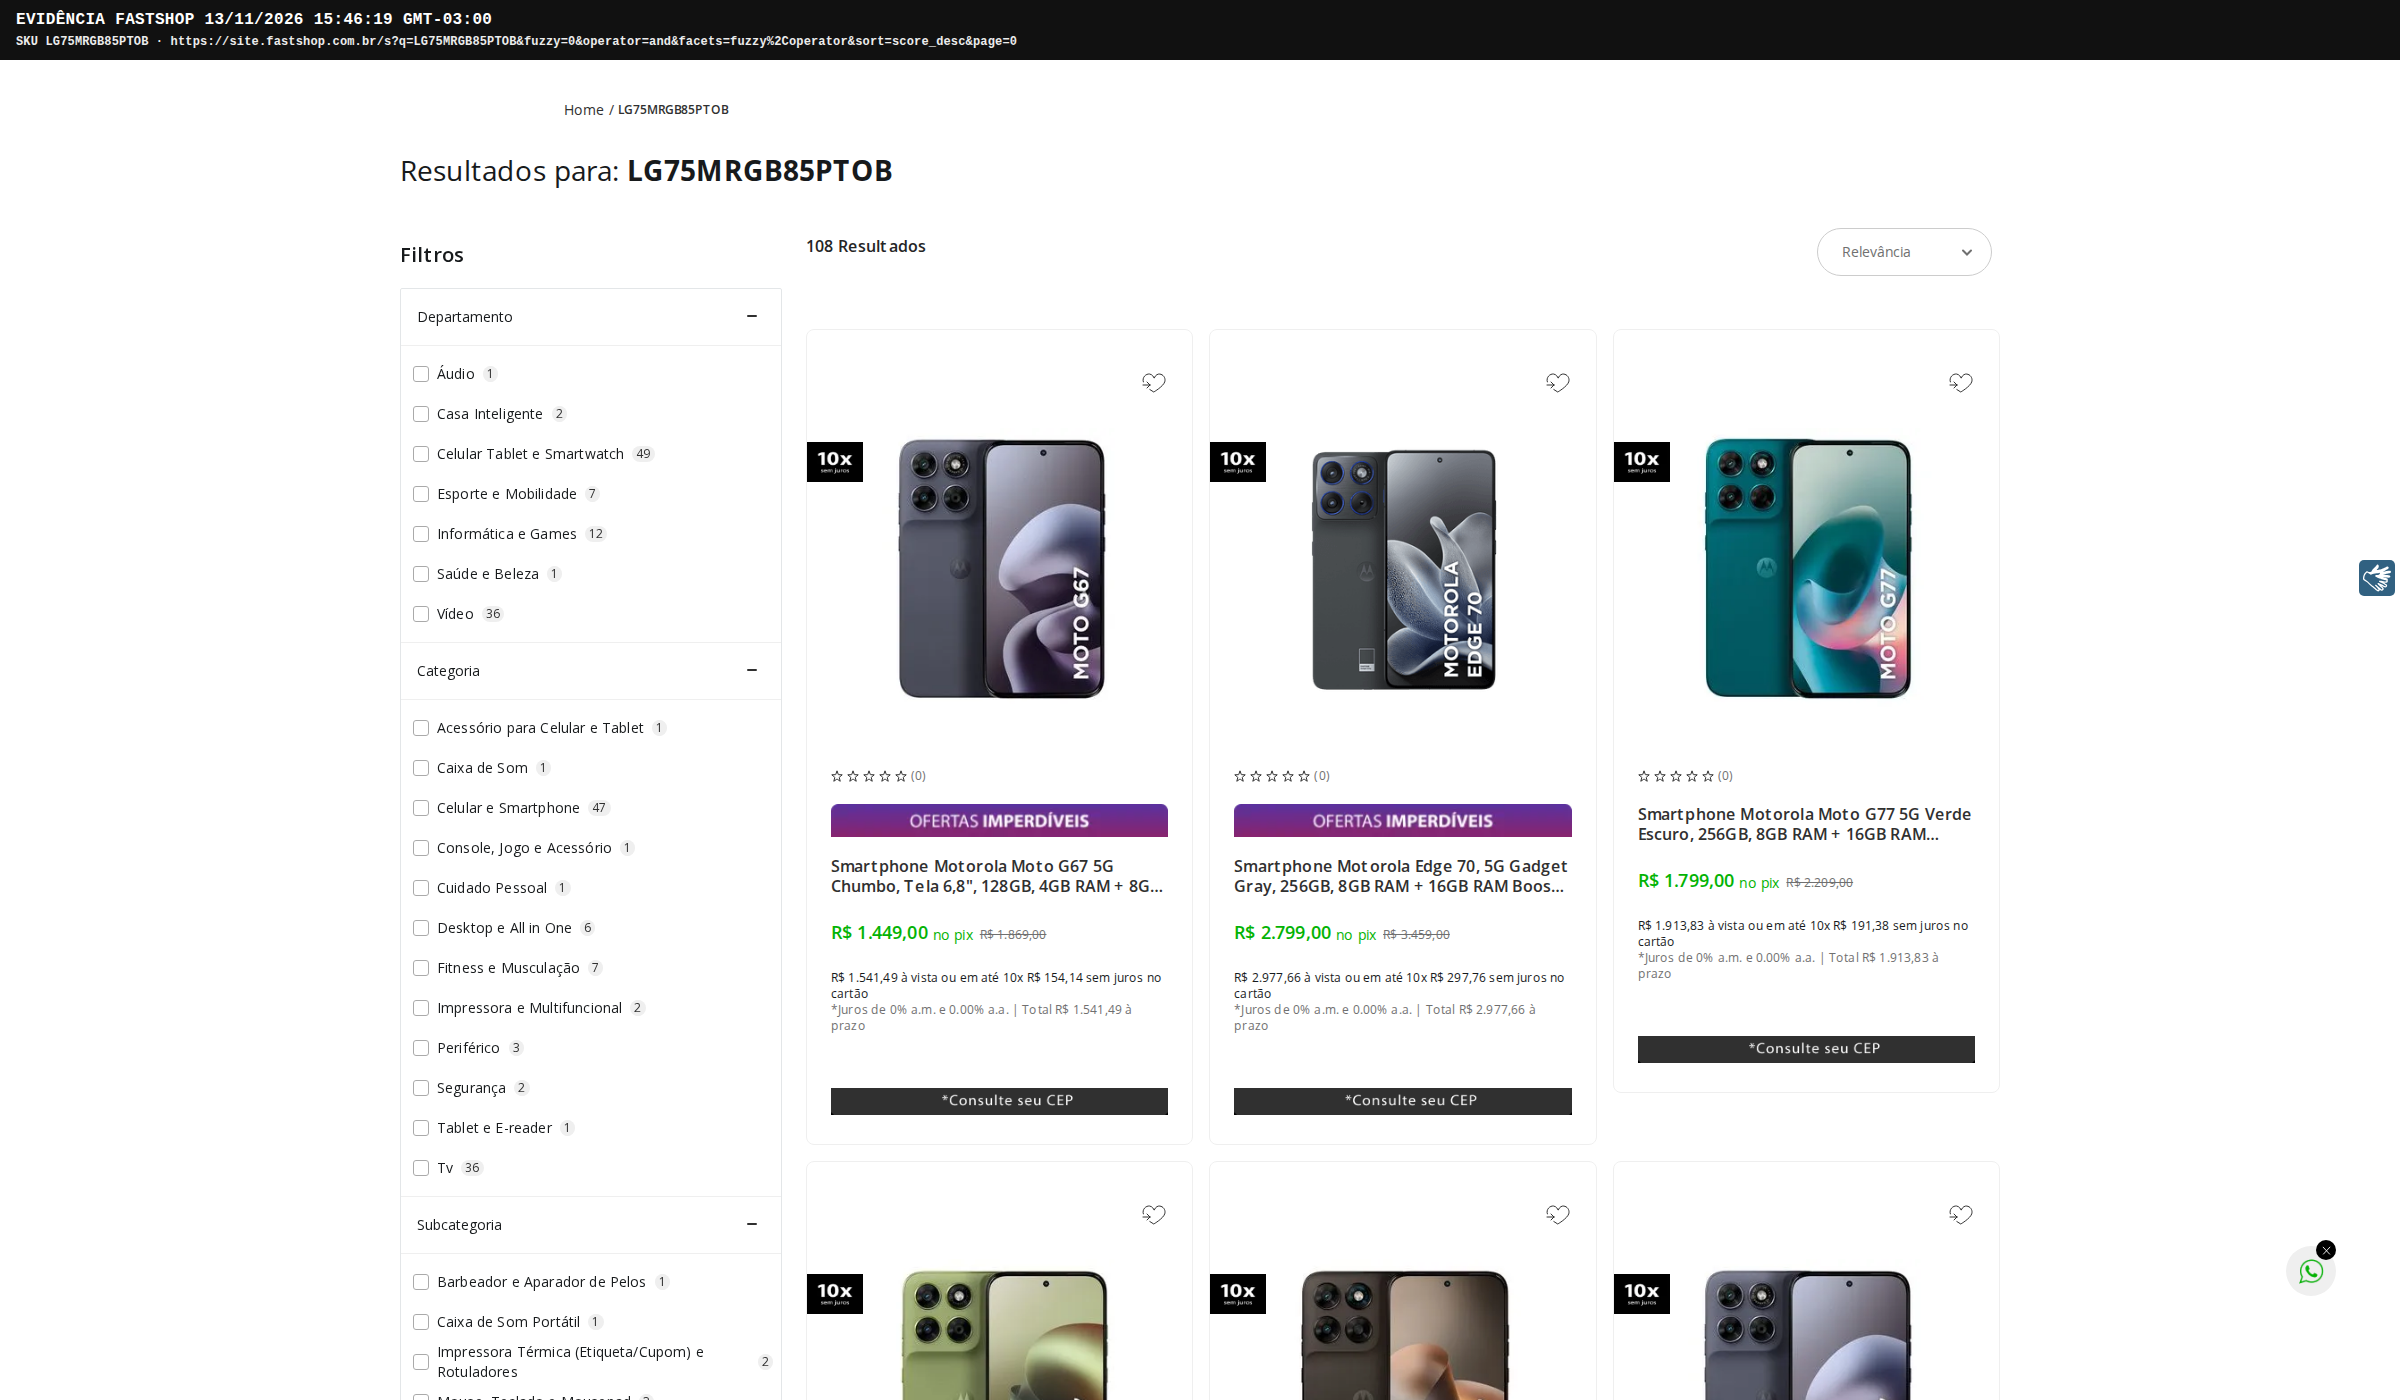 EVIDÊNCIA FASTSHOP 13/11/2026 15:46:19 GMT-03:00
SKU LG75MRGB85PTOB · https://site.fastshop.com.br/s?q=LG75MRGB85PTOB&fuzzy=0&operator=and&facets=fuzzy%2Coperator&sort=score_desc&page=0
Home / LG75MRGB85PTOB
Resultados para: LG75MRGB85PTOB
Filtros
108 Resultados
Relevância
Departamento
Áudio 1
Casa Inteligente 2
Celular Tablet e Smartwatch 49
Esporte e Mobilidade 7
Informática e Games 12
Saúde e Beleza 1
Vídeo 36
Categoria
Acessório para Celular e Tablet 1
Caixa de Som 1
Celular e Smartphone 47
Console, Jogo e Acessório 1
Cuidado Pessoal 1
Desktop e All in One 6
Fitness e Musculação 7
Impressora e Multifuncional 2
Periférico 3
Segurança 2
Tablet e E-reader 1
Tv 36
Subcategoria
Barbeador e Aparador de Pelos 1
Caixa de Som Portátil 1
Impressora Térmica (Etiqueta/Cupom) e
Rotuladores 2
10x
sem juros
MOTO G67
(0)
OFERTAS IMPERDÍVEIS
Smartphone Motorola Moto G67 5G
Chumbo, Tela 6,8", 128GB, 4GB RAM + 8G...
R$ 1.449,00 no pix R$ 1.869,00
R$ 1.541,49 à vista ou em até 10x R$ 154,14 sem juros no
cartão
*Juros de 0% a.m. e 0.00% a.a. | Total R$ 1.541,49 à
prazo
*Consulte seu CEP
10x
sem juros
MOTOROLA
EDGE 70
(0)
OFERTAS IMPERDÍVEIS
Smartphone Motorola Edge 70, 5G Gadget
Gray, 256GB, 8GB RAM + 16GB RAM Boos...
R$ 2.799,00 no pix R$ 3.459,00
R$ 2.977,66 à vista ou em até 10x R$ 297,76 sem juros no
cartão
*Juros de 0% a.m. e 0.00% a.a. | Total R$ 2.977,66 à
prazo
*Consulte seu CEP
10x
sem juros
MOTO G77
(0)
Smartphone Motorola Moto G77 5G Verde
Escuro, 256GB, 8GB RAM + 16GB RAM...
R$ 1.799,00 no pix R$ 2.209,00
R$ 1.913,83 à vista ou em até 10x R$ 191,38 sem juros no
cartão
*Juros de 0% a.m. e 0.00% a.a. | Total R$ 1.913,83 à
prazo
*Consulte seu CEP
10x
sem juros
10x
sem juros
10x
sem juros